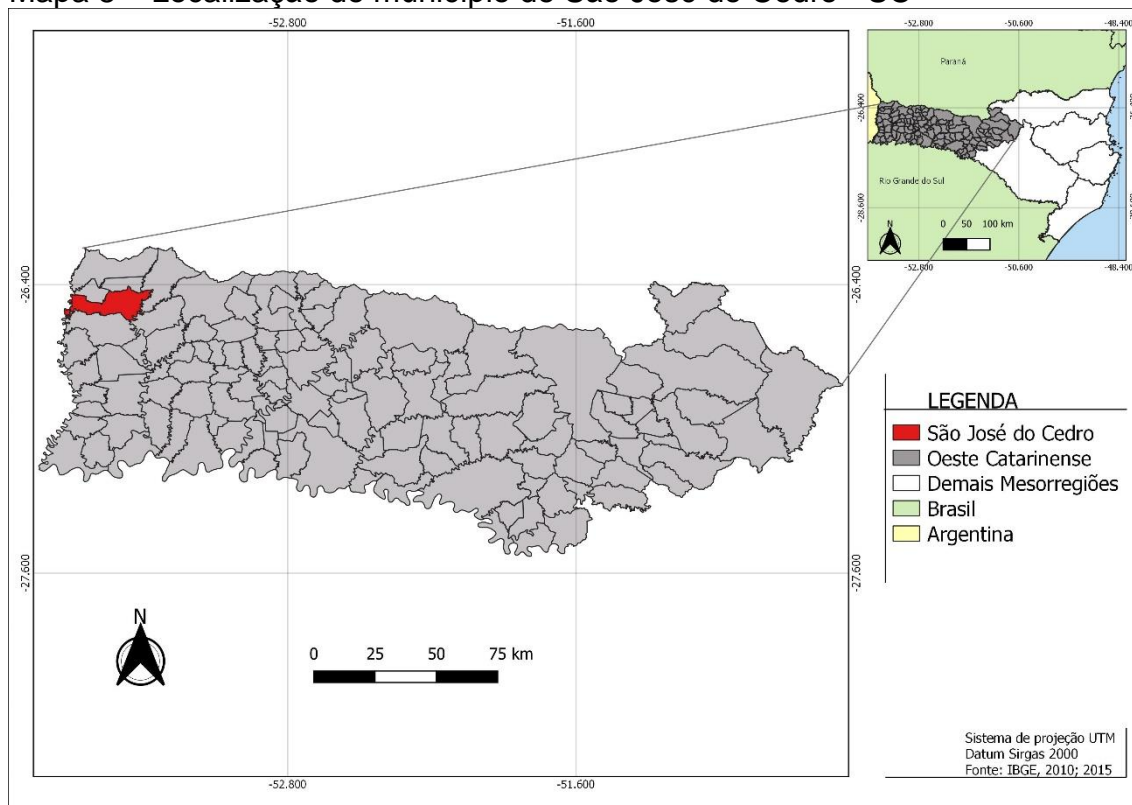 -52.800
-51.600
-26.400
-26.400
-27.600
-27.600
-52.800
-51.600
N
0 25 50 75 km
-52.800
-50.600
-48.400
-26.400
-28.600
-52.800
-50.600
-48.400
Paraná
Rio Grande do Sul
0 50 100 km
LEGENDA
São José do Cedro
Oeste Catarinense
Demais Mesorregiões
Brasil
Argentina
Sistema de projeção UTM
Datum Sirgas 2000
Fonte: IBGE, 2010; 2015